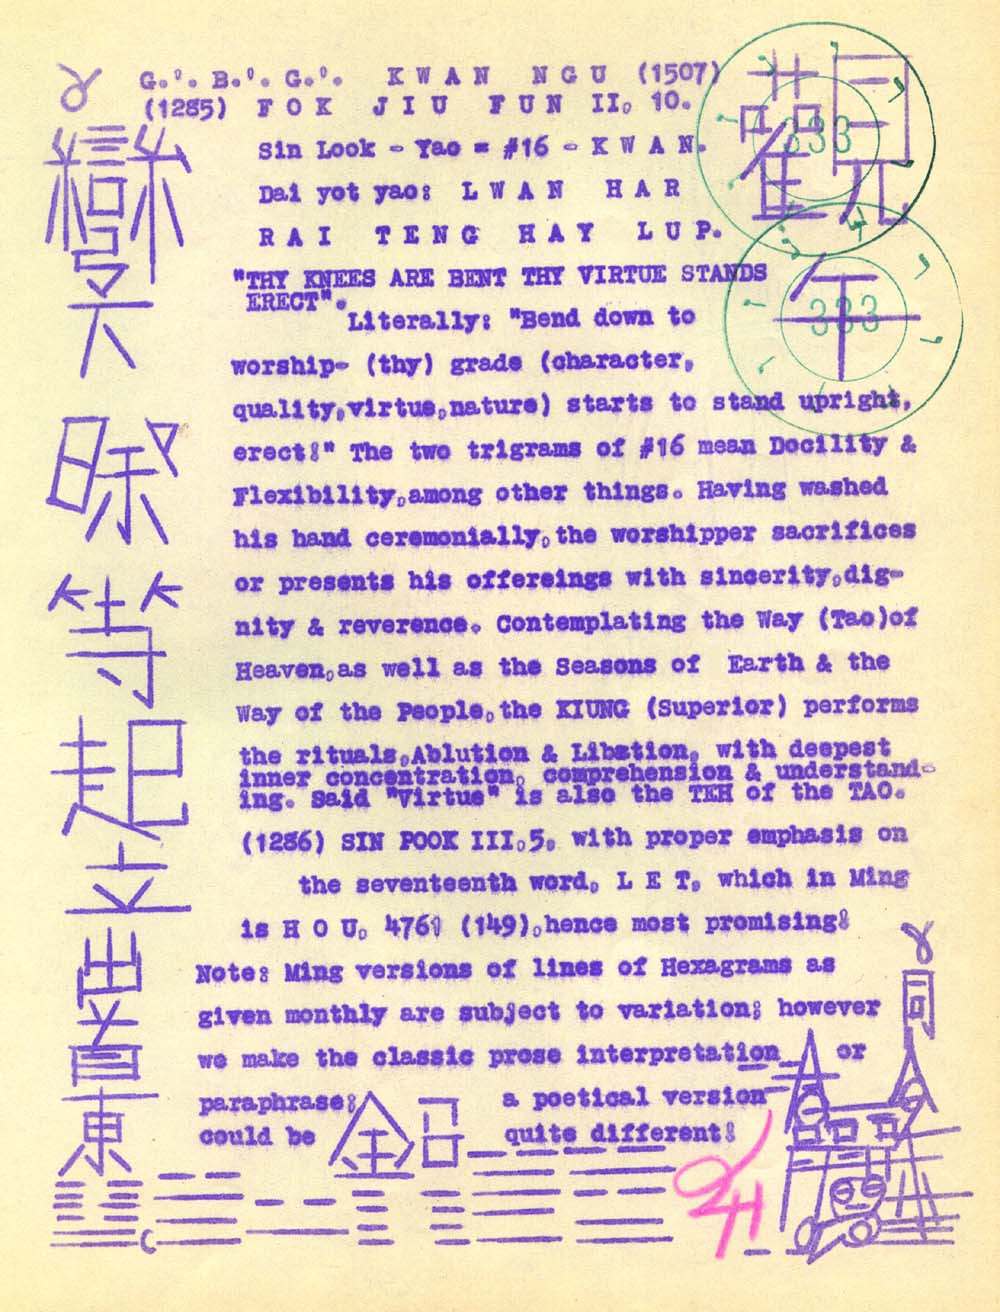 G.'. B.'. G.'. KWAN NGU (1507)
(1285) FOK JIU FUN II, 10.
Sin Look - Yao = #16 - KWAN.
Dai yot yao: LWAN HAR
RAI TENG HAY LUP.
"THY KNEES ARE BENT THY VIRTUE STANDS
ERECT".
Literally: "Bend down to
worship- (thy) grade (character,
quality,virtue,nature) starts to stand upright,
erect!" The two trigrams of #16 mean Docility &
Flexibility,among other things. Having washed
his hand ceremonially,the worshipper sacrifices
or presents his offereings with sincerity,dig-
nity & reverence. Contemplating the Way (Tao)of
Heaven,as well as the Seasons of Earth & the
Way of the People,the KIUNG (Superior) performs
the rituals,Ablution & Libation, with deepest
inner concentration, comprehension & understand-
ing. Said "Virtue" is also the TEH of the TAO.
(1286) SIN POOK III,5. with proper emphasis on
the seventeenth word, LET, which in Ming
is HOU, 4761 (149),hence most promising!
Note: Ming versions of lines of Hexagrams as
given monthly are subject to variation; however
we make the classic prose interpretation or
paraphrase; a poetical version
could be quite different!
333
333
起
立
出
東